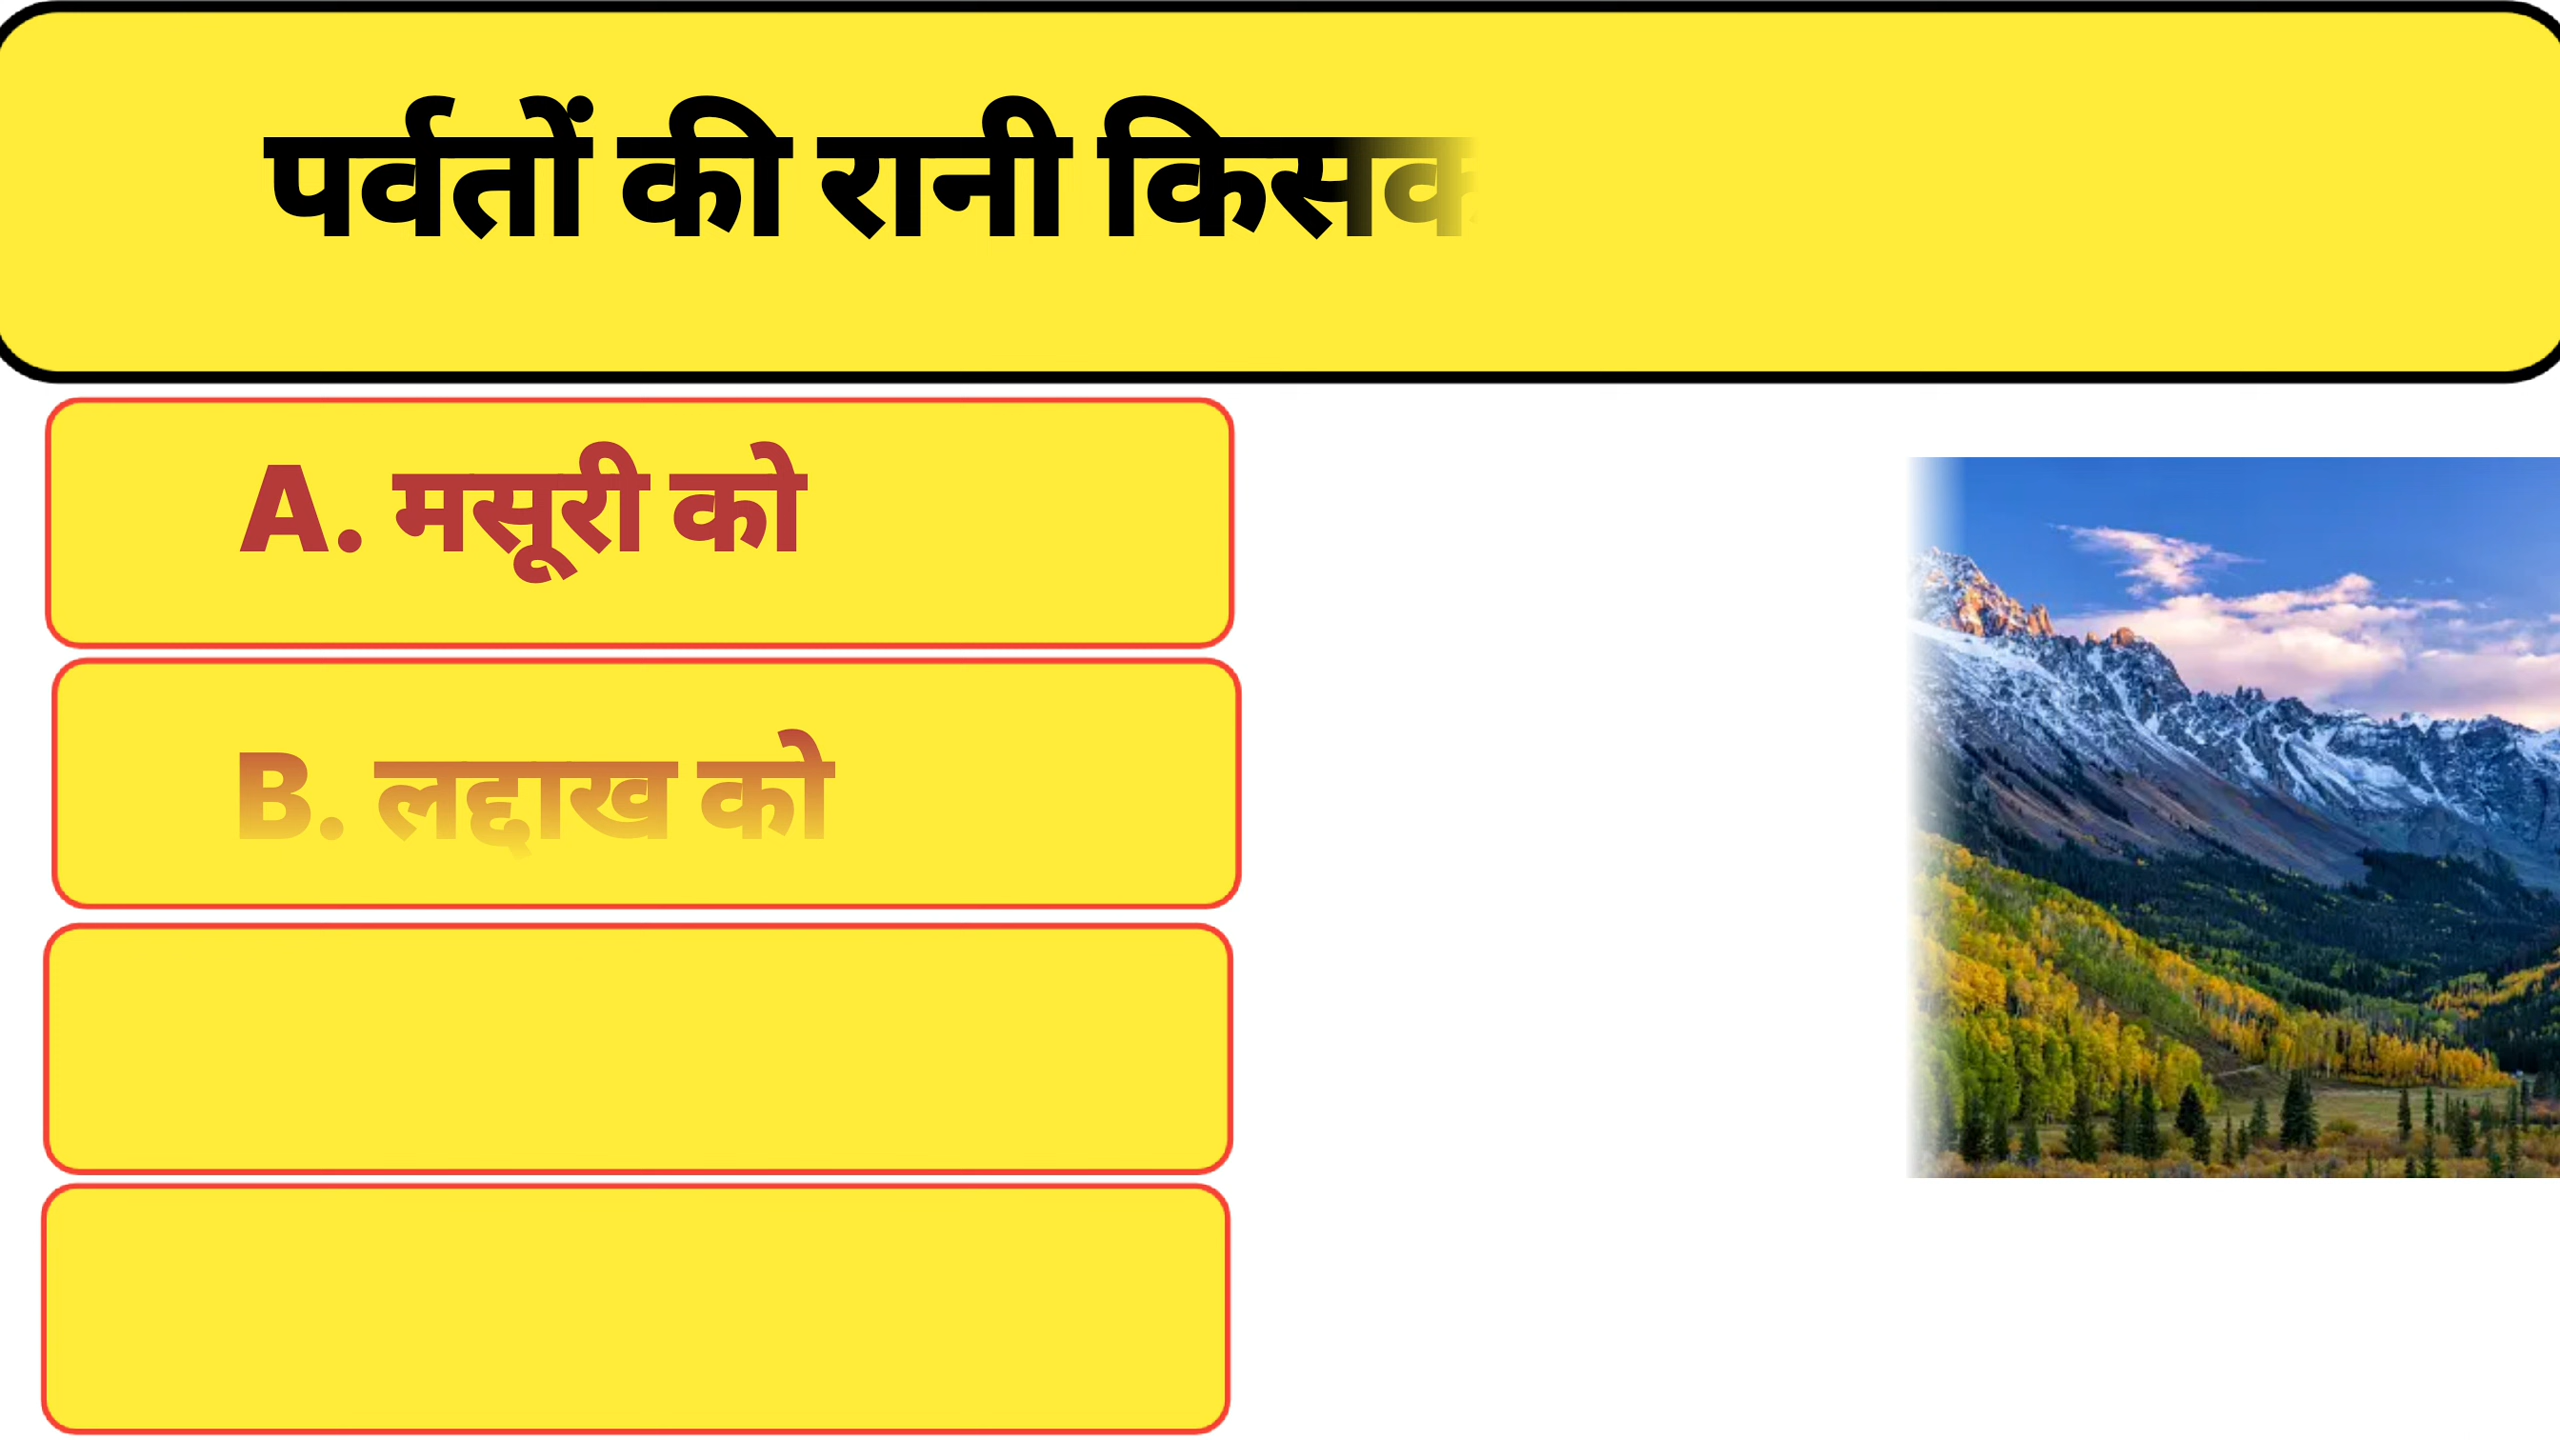 पर्वतों की रानी
A. मसूरी को
B. लद्दाख को